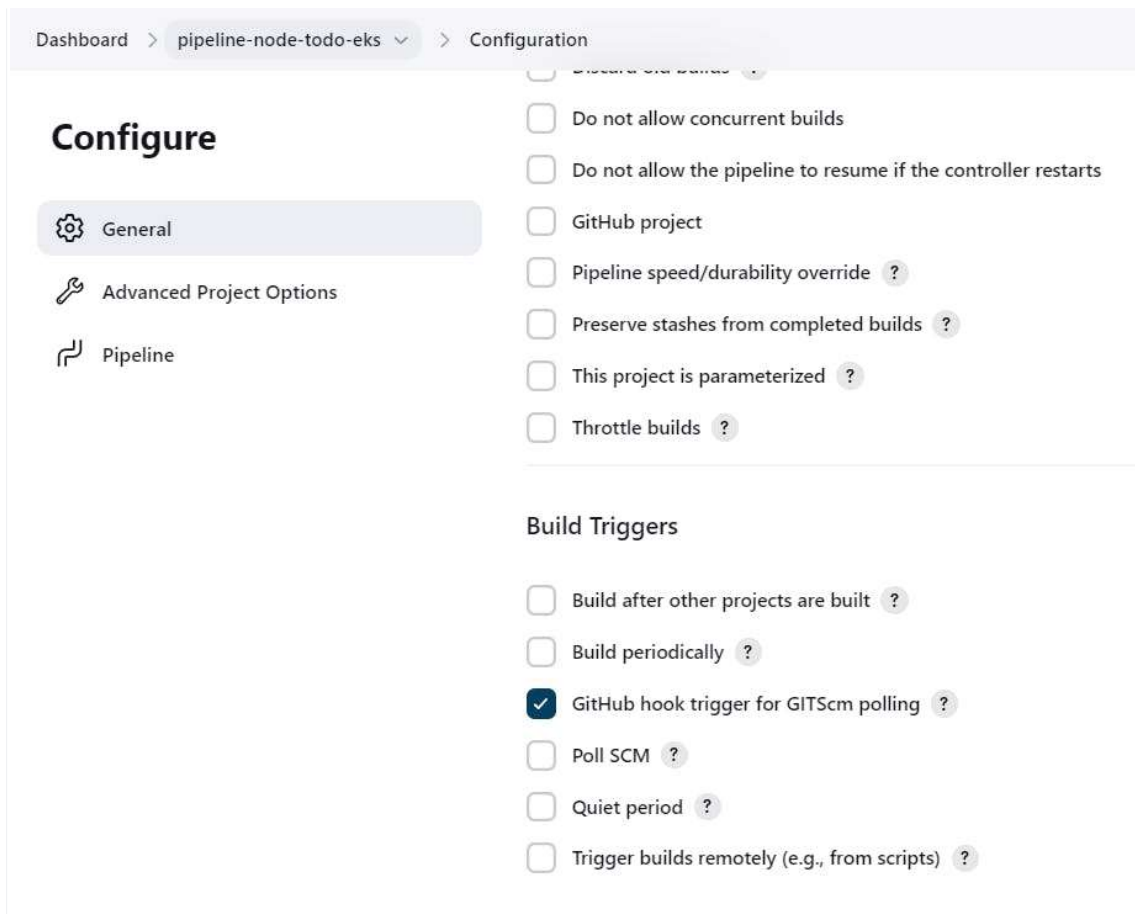 Dashboard > pipeline-node-todo-eks > Configuration
Configure
General
Advanced Project Options
Pipeline
Discard old builds ?
Do not allow concurrent builds
Do not allow the pipeline to resume if the controller restarts
GitHub project
Pipeline speed/durability override ?
Preserve stashes from completed builds ?
This project is parameterized ?
Throttle builds ?
Build Triggers
Build after other projects are built ?
Build periodically ?
GitHub hook trigger for GITScm polling ?
Poll SCM ?
Quiet period ?
Trigger builds remotely (e.g., from scripts) ?